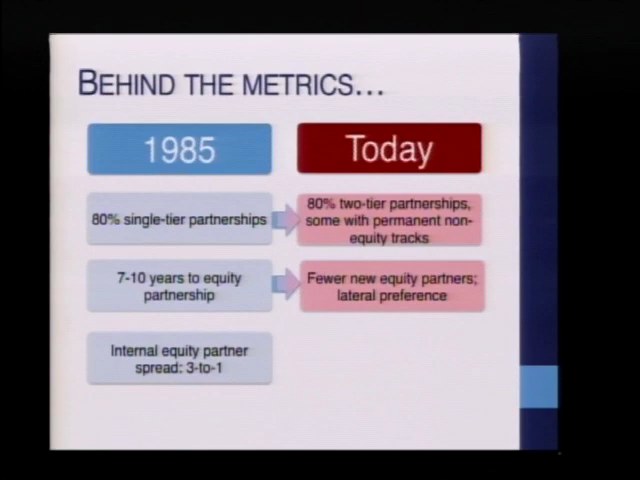 BEHIND THE METRICS...
1985
Today
80% single-tier partnerships
80% two-tier partnerships,
some with permanent non-
equity tracks
7-10 years to equity
partnership
Fewer new equity partners;
lateral preference
Internal equity partner
spread: 3-to-1